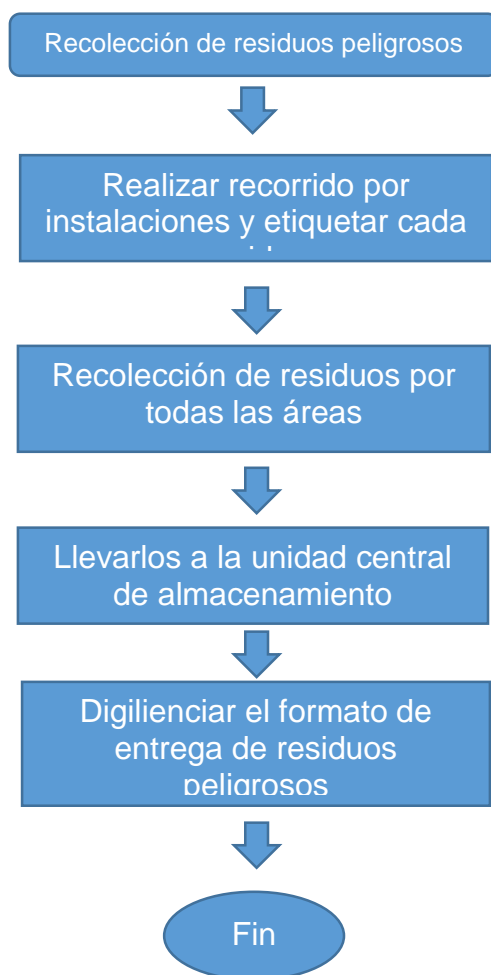 Recolección de residuos peligrosos
Realizar recorrido por
instalaciones y etiquetar cada
Recolección de residuos por
todas las áreas
Llevarlos a la unidad central
de almacenamiento
Digilienciar el formato de
entrega de residuos
peligrosos
Fin